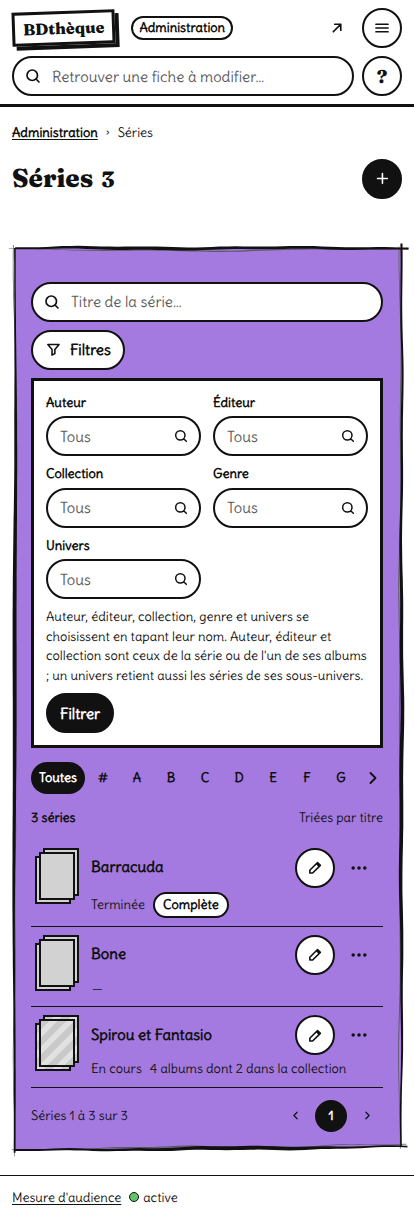 BDthèque
Administration
Retrouver une fiche à modifier...
?
Administration › Séries
Séries 3
+
Titre de la série...
Filtres
Auteur Éditeur
Tous Tous
Collection Genre
Tous Tous
Univers
Tous
Auteur, éditeur, collection, genre et univers se
choisissent en tapant leur nom. Auteur, éditeur et
collection sont ceux de la série ou de l'un de ses albums
; un univers retient aussi les séries de ses sous-univers.
Filtrer
Toutes # A B C D E F G
3 séries Triées par titre
Barracuda
Terminée Complète
Bone
—
Spirou et Fantasio
En cours 4 albums dont 2 dans la collection
Séries 1 à 3 sur 3 ‹ 1 ›
Mesure d'audience active